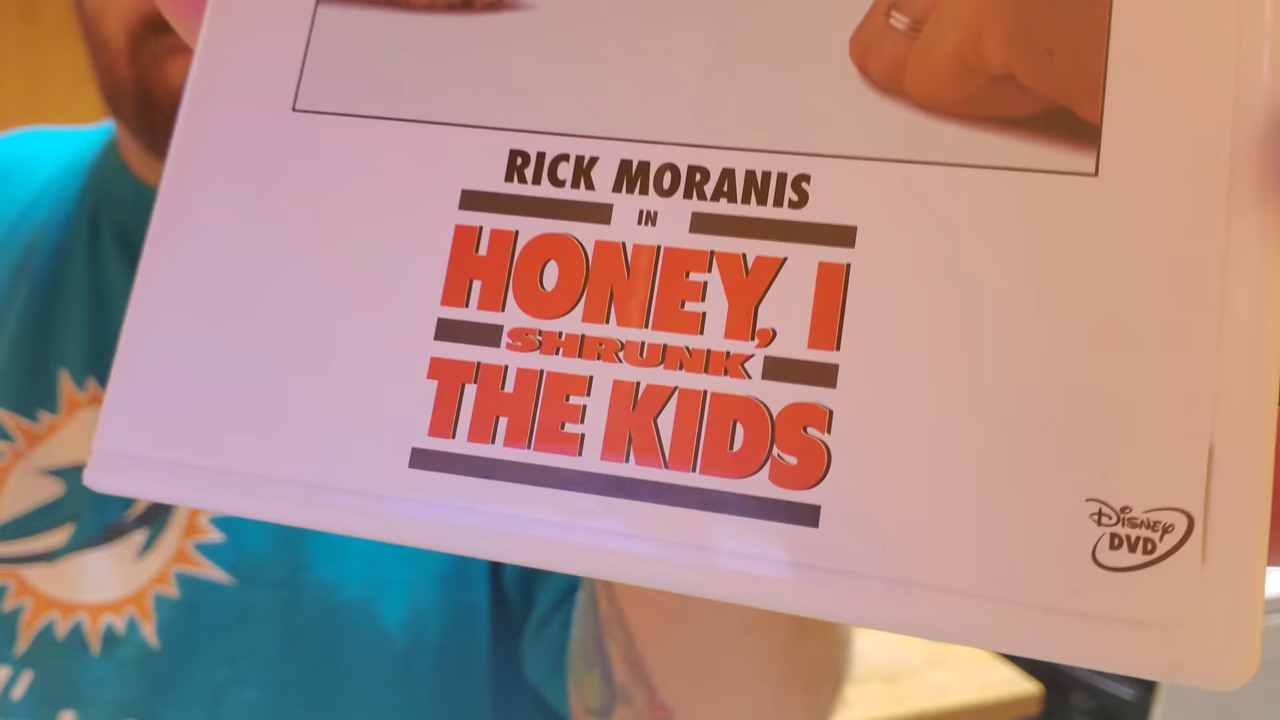 RICK MORANIS
IN
HONEY, I
SHRUNK
THE KIDS
DISNEY
DVD